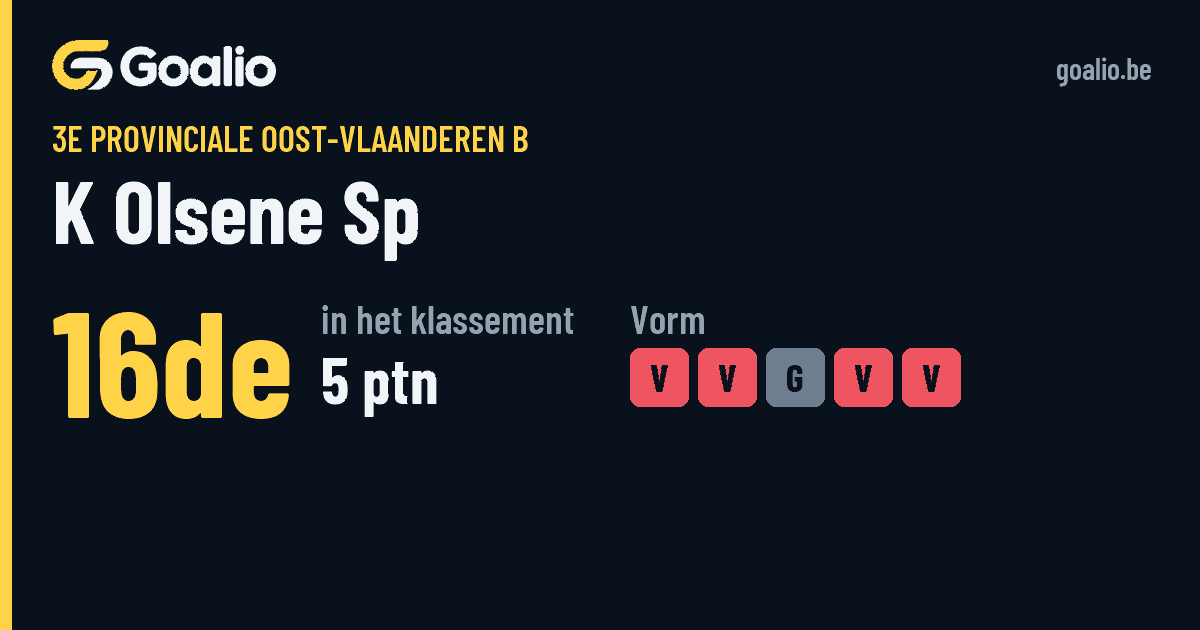 Goalio
goalio.be
3E PROVINCIALE OOST-VLAANDEREN B
K Olsene Sp
16de
in het klassement
5 ptn
Vorm
V V G V V